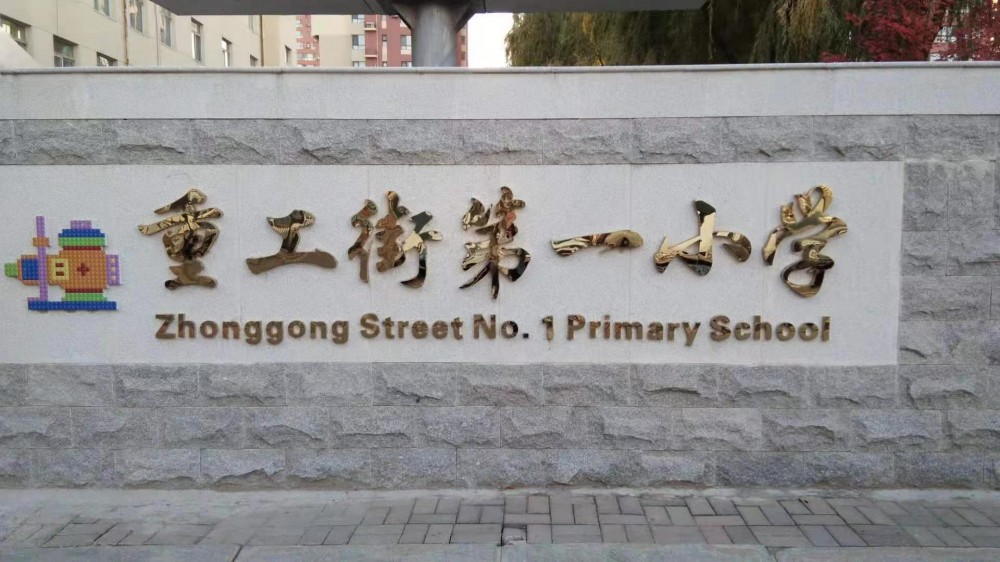 重工街第一小学
Zhonggong Street No. 1 Primary School